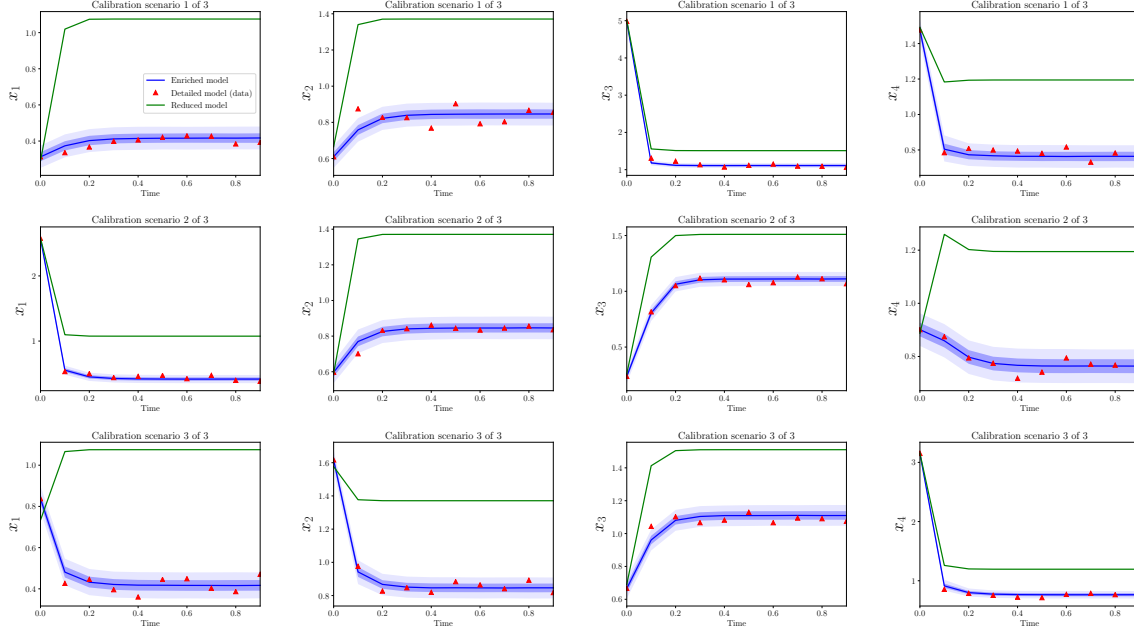 Calibration scenario 1 of 3
Calibration scenario 1 of 3
Calibration scenario 1 of 3
Calibration scenario 1 of 3
x1
1.0
0.8
0.6
0.4
Enriched model
Detailed model (data)
Reduced model
0.0 0.2 0.4 0.6 0.8
Time
x2
1.4
1.2
1.0
0.8
0.6
0.0 0.2 0.4 0.6 0.8
Time
x3
5
4
3
2
1
0.0 0.2 0.4 0.6 0.8
Time
x4
1.4
1.2
1.0
0.8
0.6
0.0 0.2 0.4 0.6 0.8
Time
Calibration scenario 2 of 3
Calibration scenario 2 of 3
Calibration scenario 2 of 3
Calibration scenario 2 of 3
x1
2
1
0.0 0.2 0.4 0.6 0.8
Time
x2
1.4
1.2
1.0
0.8
0.6
0.0 0.2 0.4 0.6 0.8
Time
x3
1.5
1.0
0.5
0.0 0.2 0.4 0.6 0.8
Time
x4
1.2
1.0
0.8
0.0 0.2 0.4 0.6 0.8
Time
Calibration scenario 3 of 3
Calibration scenario 3 of 3
Calibration scenario 3 of 3
Calibration scenario 3 of 3
x1
1.0
0.8
0.6
0.4
0.0 0.2 0.4 0.6 0.8
Time
x2
1.6
1.4
1.2
1.0
0.8
0.0 0.2 0.4 0.6 0.8
Time
x3
1.4
1.2
1.0
0.8
0.6
0.0 0.2 0.4 0.6 0.8
Time
x4
3
2
1
0.0 0.2 0.4 0.6 0.8
Time